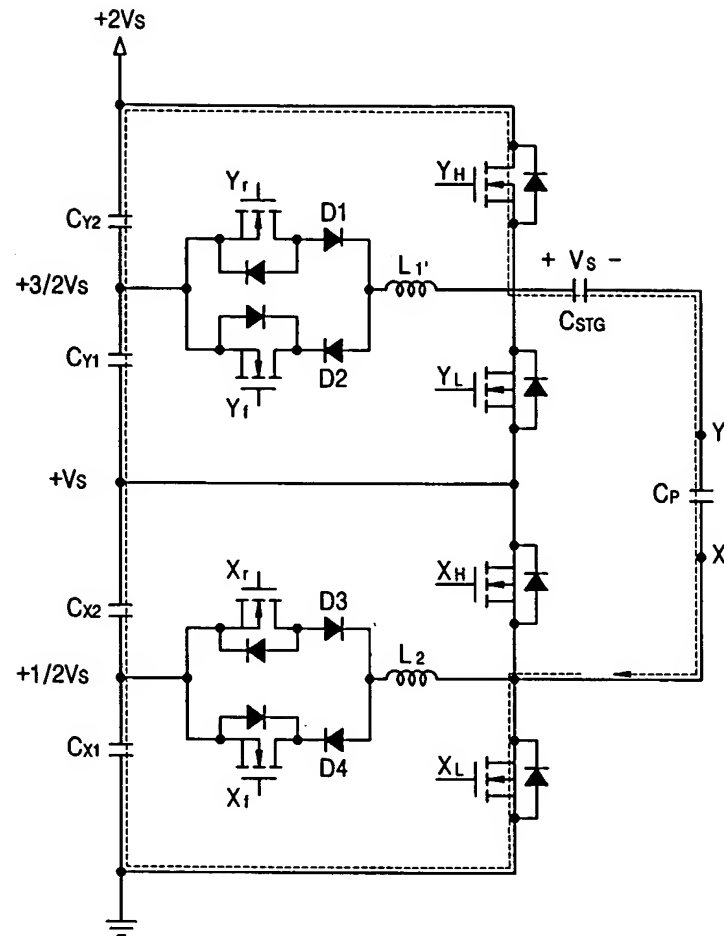 +2Vs
YH
Yr
D1
CY2
L1'
+ Vs −
+3/2Vs
CSTG
CY1
D2
YL
Yf
Y
+Vs
CP
X
Xr
XH
D3
CX2
L2
+1/2Vs
CX1
D4
XL
Xf